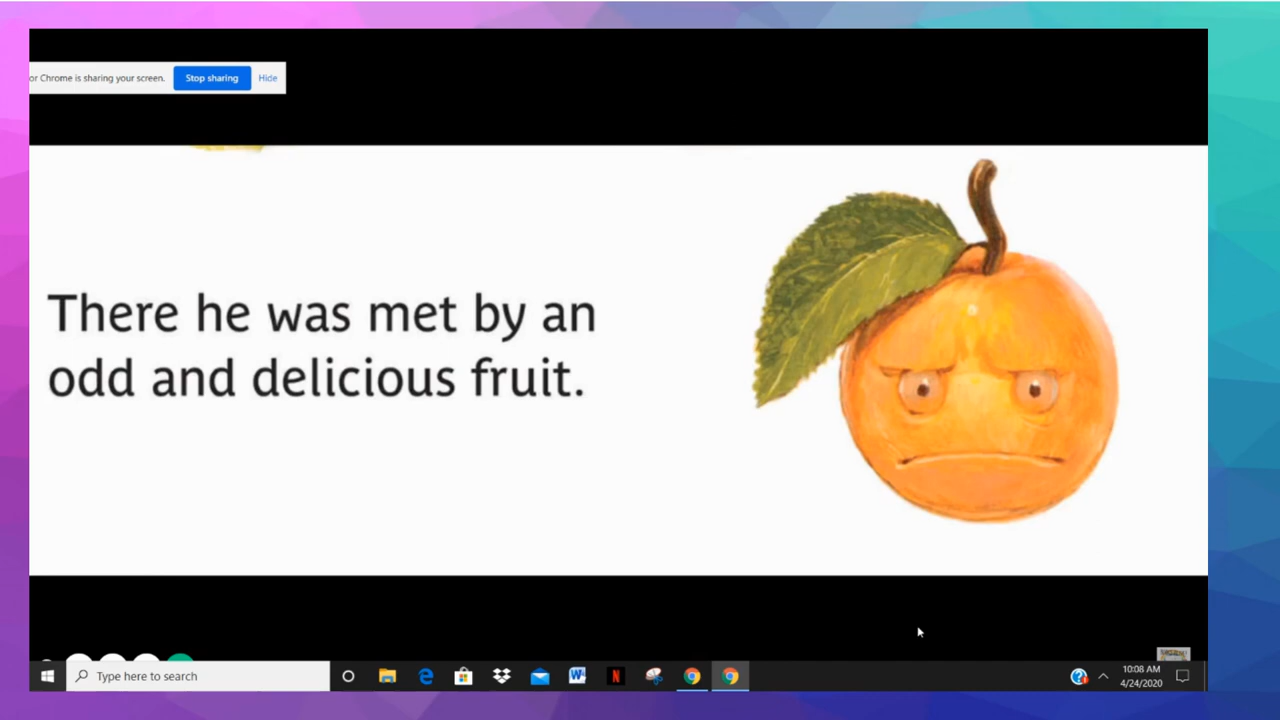 or Chrome is sharing your screen. Stop sharing Hide
There he was met by an
odd and delicious fruit.
Type here to search
10:08 AM
4/24/2020